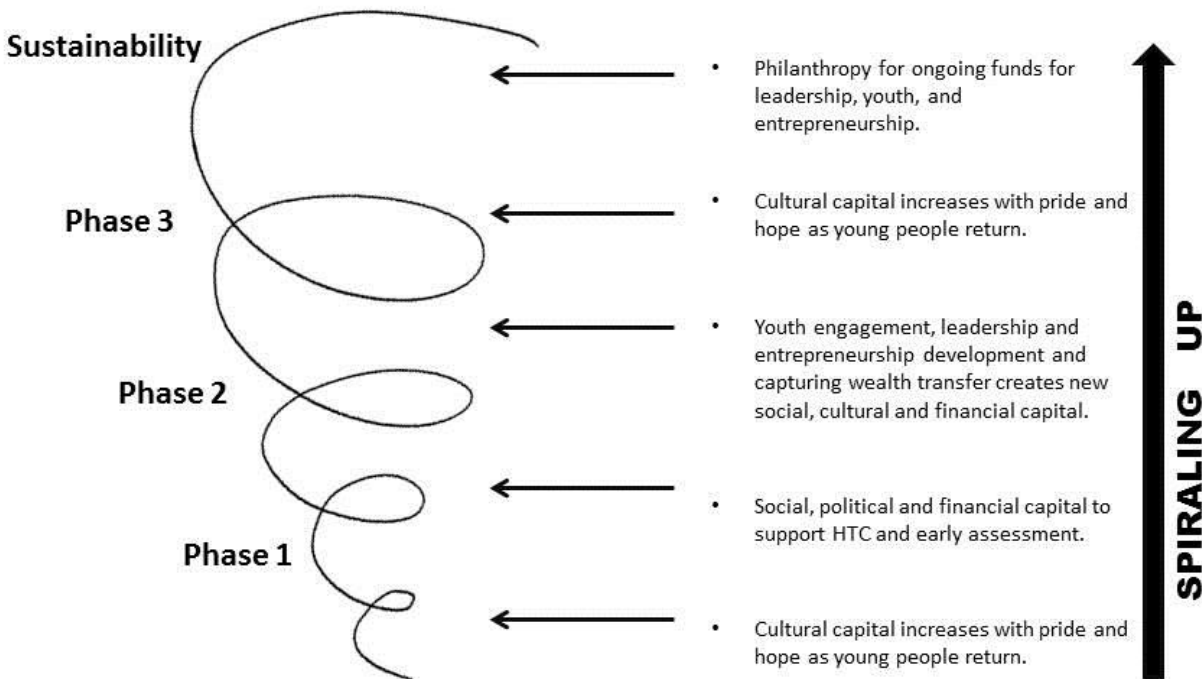 Sustainability
• Philanthropy for ongoing funds for
leadership, youth, and
entrepreneurship.
Phase 3
• Cultural capital increases with pride and
hope as young people return.
• Youth engagement, leadership and
entrepreneurship development and
capturing wealth transfer creates new
social, cultural and financial capital.
Phase 2
• Social, political and financial capital to
support HTC and early assessment.
Phase 1
• Cultural capital increases with pride and
hope as young people return.
SPIRALING UP